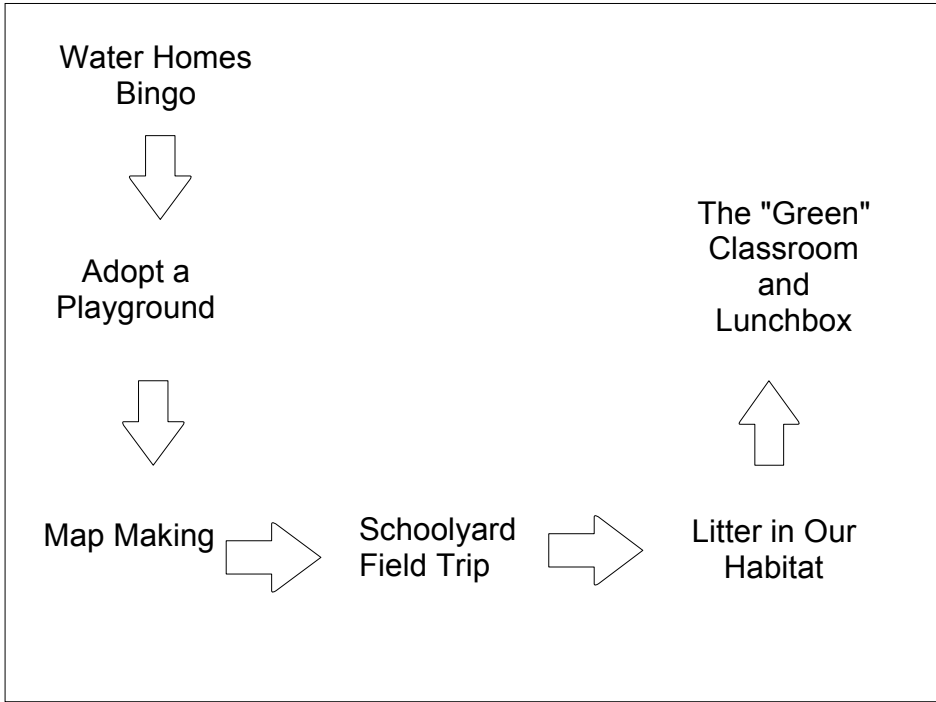 Water Homes
Bingo
Adopt a
Playground
Map Making
Schoolyard
Field Trip
Litter in Our
Habitat
The "Green"
Classroom
and
Lunchbox